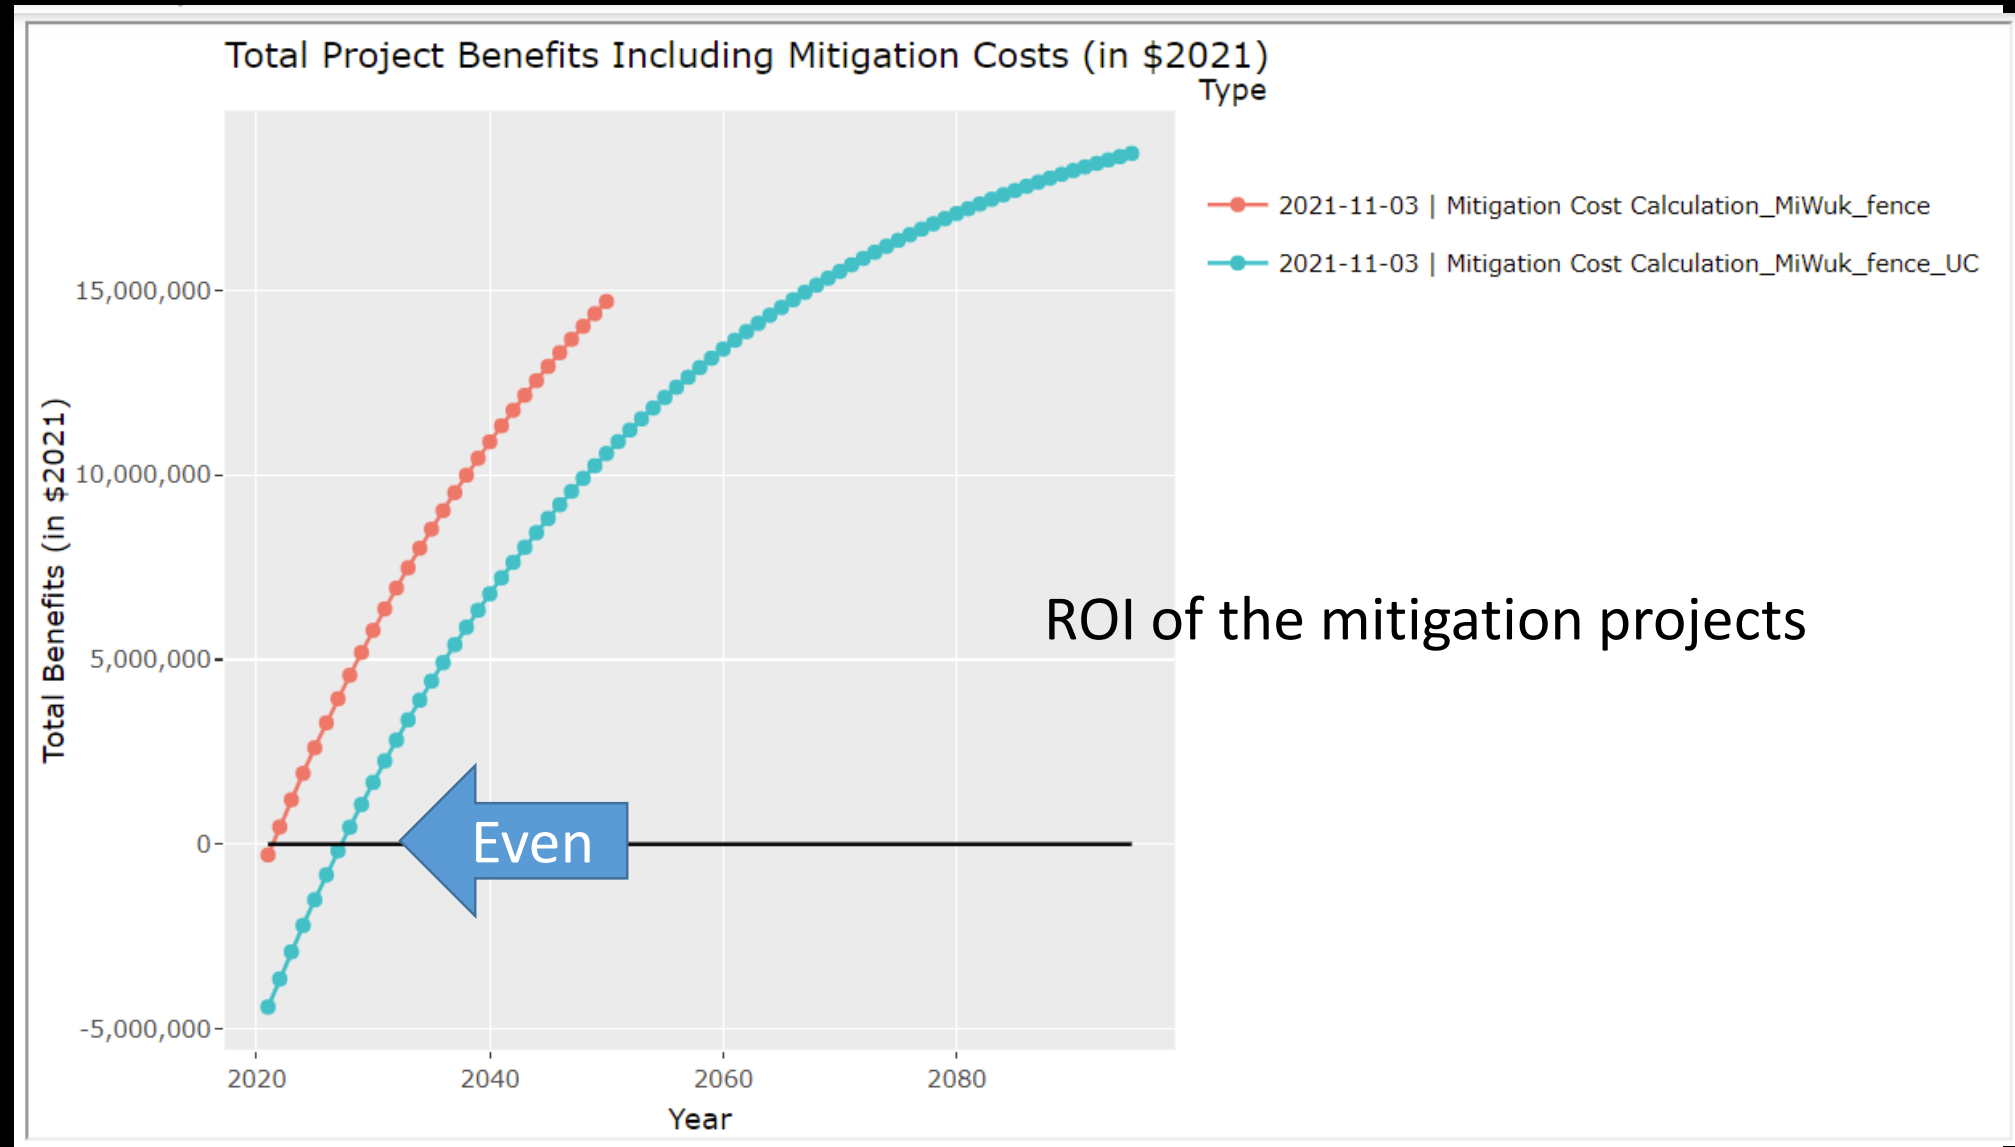 Total Project Benefits Including Mitigation Costs (in $2021)
Type
2021-11-03 | Mitigation Cost Calculation_MiWuk_fence
2021-11-03 | Mitigation Cost Calculation_MiWuk_fence_UC
Total Benefits (in $2021)
15,000,000
10,000,000
5,000,000
0
-5,000,000
ROI of the mitigation projects
Even
2020 2040 2060 2080
Year